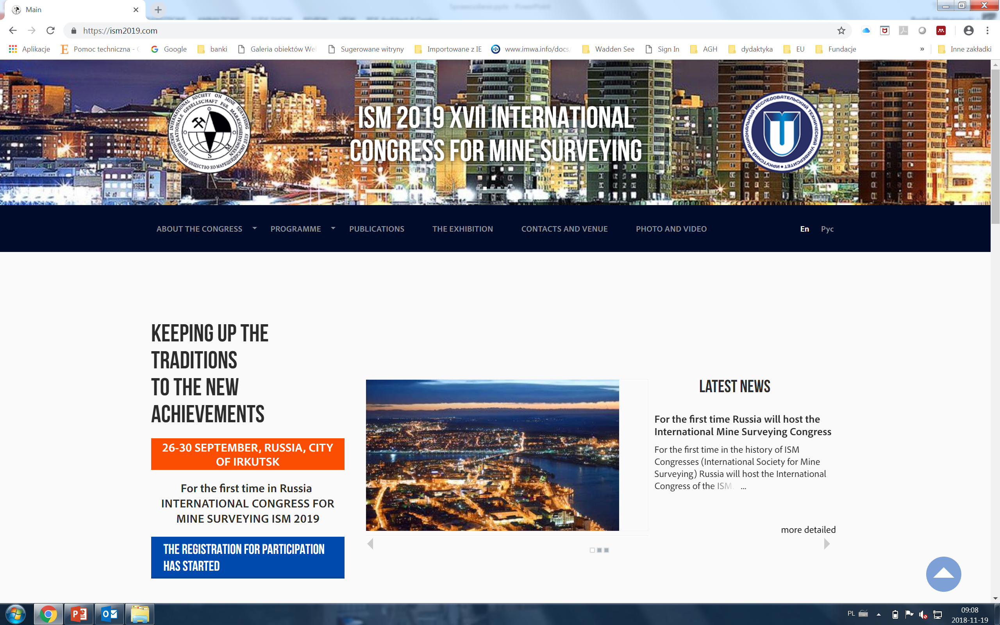 Main
https://ism2019.com
Aplikacje
Pomoc techniczna -
Google
banki
Galeria obiektów We
Sugerowane witryny
Importowane z IE
www.imwa.info/docs/
Wadden See
Sign In
AGH
dydaktyka
EU
Fundacje
»
Inne zakładki
INTERNATIONAL SOCIETY ON MINE SURVEYING
INTERNATIONALE GESELLSCHAFT FÜR MARKSCHEIDEWESEN
I S M
ISM 2019 XVII INTERNATIONAL
CONGRESS FOR MINE SURVEYING
ИРКУТСКИЙ НАЦИОНАЛЬНЫЙ ИССЛЕДОВАТЕЛЬСКИЙ ТЕХНИЧЕСКИЙ УНИВЕРСИТЕТ
ABOUT THE CONGRESS
PROGRAMME
PUBLICATIONS
THE EXHIBITION
CONTACTS AND VENUE
PHOTO AND VIDEO
En
Рус
KEEPING UP THE
TRADITIONS
TO THE NEW
ACHIEVEMENTS
26-30 SEPTEMBER, RUSSIA, CITY
OF IRKUTSK
For the first time in Russia
INTERNATIONAL CONGRESS FOR
MINE SURVEYING ISM 2019
THE REGISTRATION FOR PARTICIPATION
HAS STARTED
LATEST NEWS
For the first time Russia will host the
International Mine Surveying Congress
For the first time in the history of ISM
Congresses (International Society for Mine
Surveying) Russia will host the International
Congress of the ISM. ...
more detailed
PL
09:08
2018-11-19